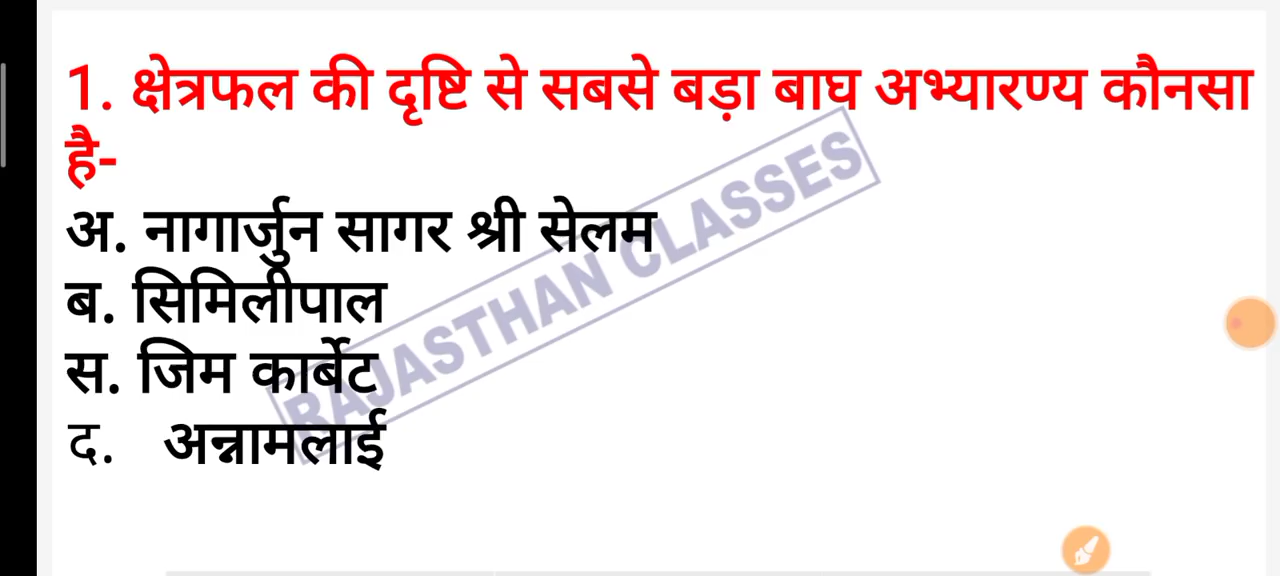 1. क्षेत्रफल की दृष्टि से सबसे बड़ा बाघ अभ्यारण्य कौनसा
है-
अ. नागार्जुन सागर श्री सेलम
ब. सिमिलीपाल
स. जिम कार्बेट
द. अन्नामलाई
RAJASTHAN CLASSES